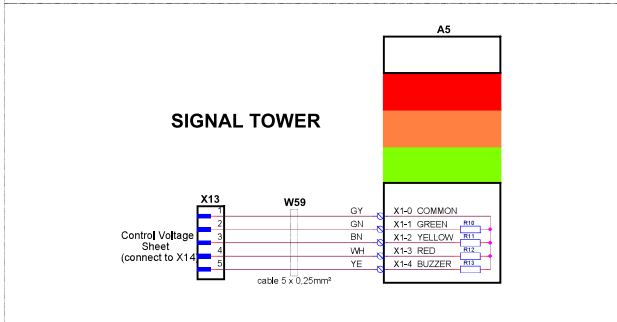 A5
SIGNAL TOWER
X13
W59
1 GY X1-0 COMMON
2 GN X1-1 GREEN R10
3 BN X1-2 YELLOW R11
4 WH X1-3 RED R12
5 YE X1-4 BUZZER R13
Control Voltage
Sheet
(connect to X14)
cable 5 x 0,25mm²